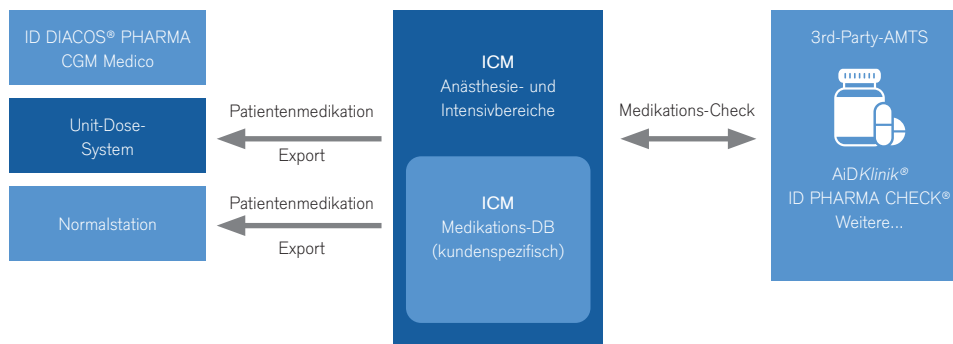 ID DIACOS® PHARMA
CGM Medico
Unit-Dose-
System
Normalstation
Patientenmedikation
Export
Patientenmedikation
Export
ICM
Anästhesie- und
Intensivbereiche
ICM
Medikations-DB
(kundenspezifisch)
Medikations-Check
3rd-Party-AMTS
AiDKlinik®
ID PHARMA CHECK®
Weitere...